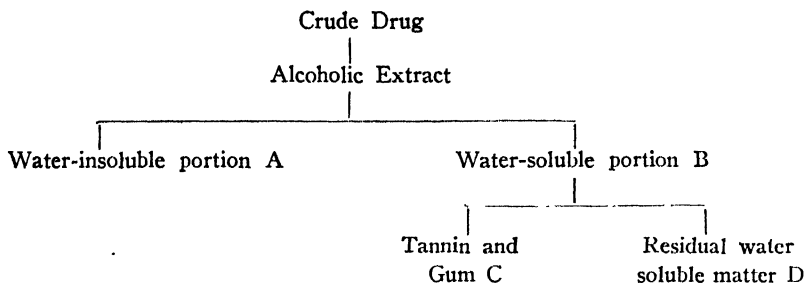 Crude Drug
Alcoholic Extract
Water-insoluble portion A
Water-soluble portion B
Tannin and
Gum C
Residual water
soluble matter D